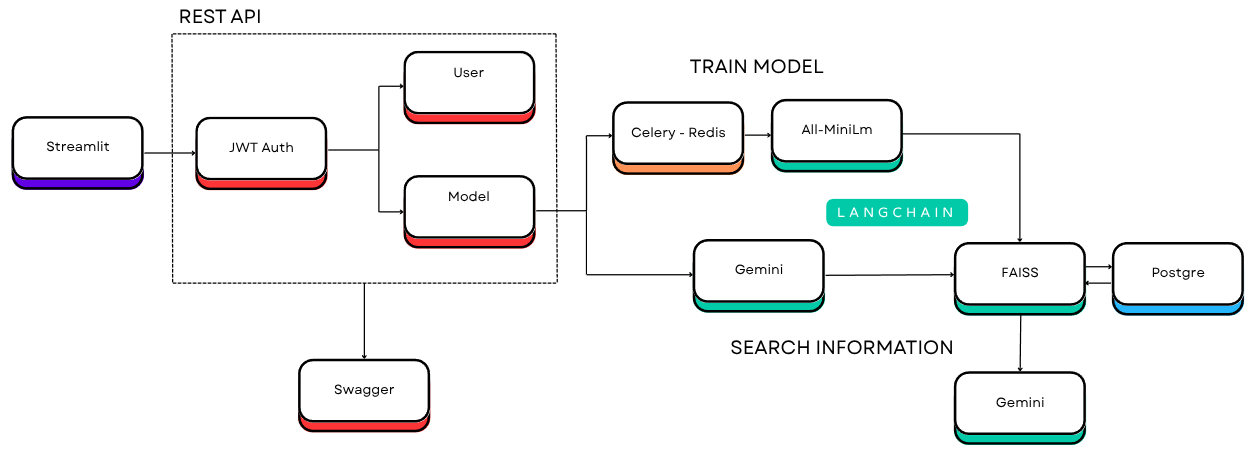 REST API
User
TRAIN MODEL
Streamlit
JWT Auth
Celery - Redis
All-MiniLm
Model
LANGCHAIN
Gemini
FAISS
Postgre
SEARCH INFORMATION
Swagger
Gemini